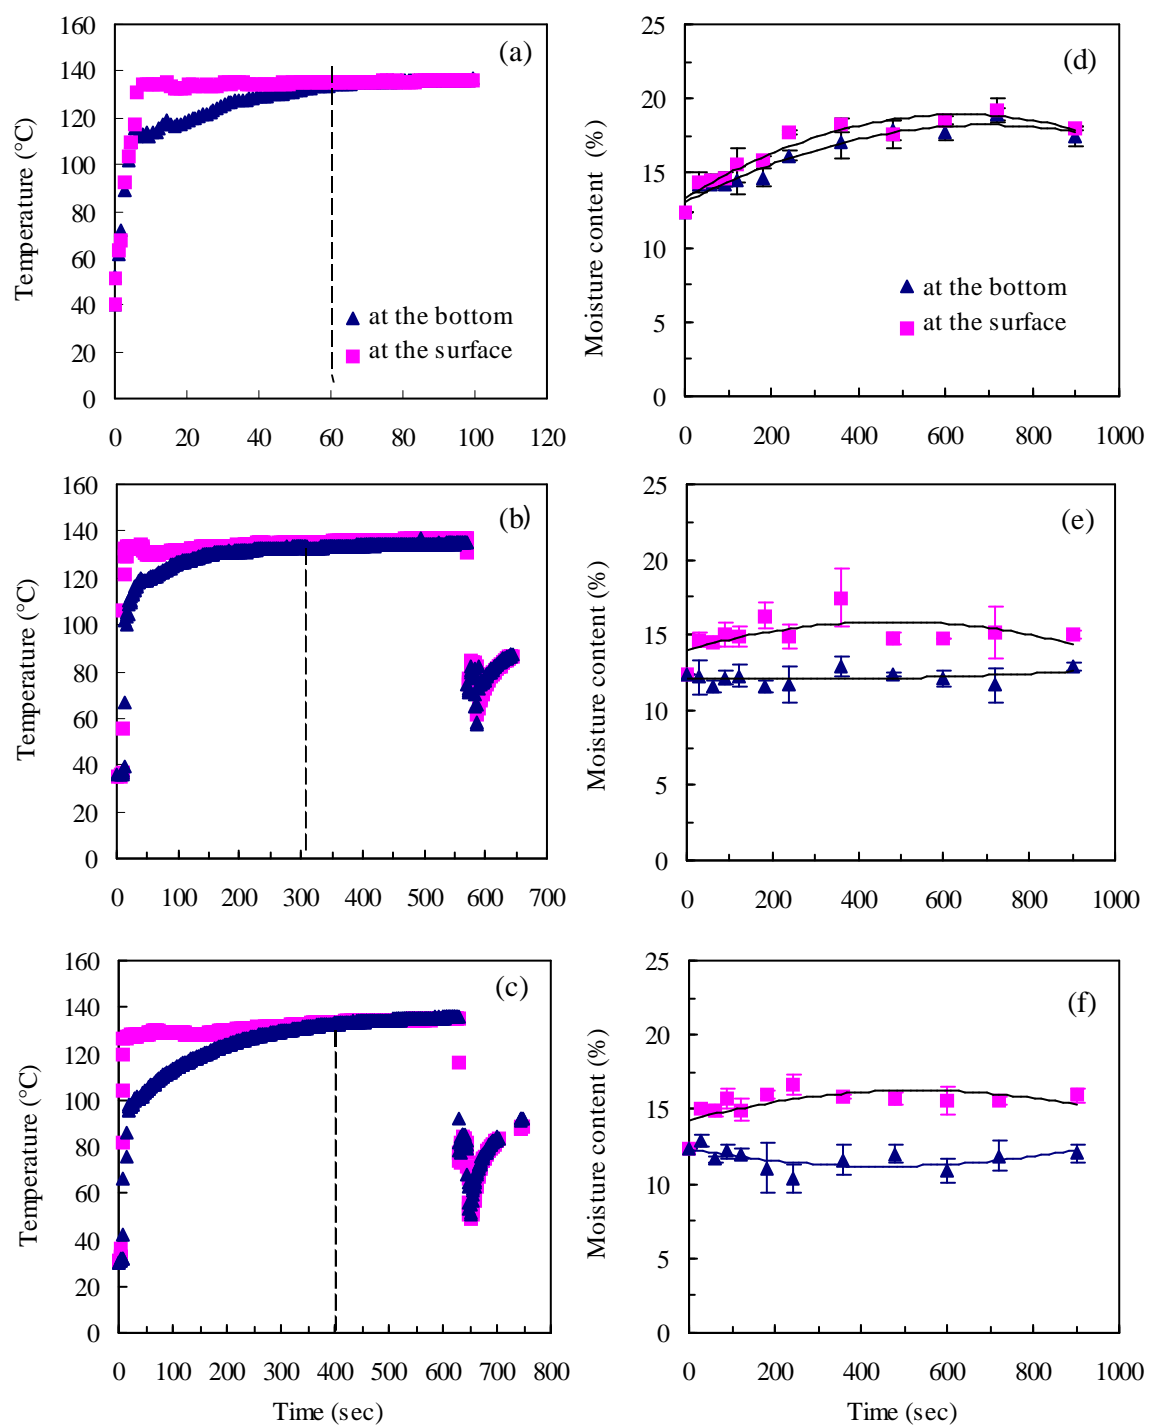 160
140
120
100
80
60
40
20
0
Temperature (°C)
(a)
at the bottom
at the surface
0 20 40 60 80 100 120
25
20
15
10
5
0
Moisture content (%)
(d)
at the bottom
at the surface
0 200 400 600 800 1000
160
140
120
100
80
60
40
20
0
Temperature (°C)
(b)
0 100 200 300 400 500 600 700
25
20
15
10
5
0
Moisture content (%)
(e)
0 200 400 600 800 1000
160
140
120
100
80
60
40
20
0
Temperature (°C)
(c)
0 100 200 300 400 500 600 700 800
Time (sec)
25
20
15
10
5
0
Moisture content (%)
(f)
0 200 400 600 800 1000
Time (sec)